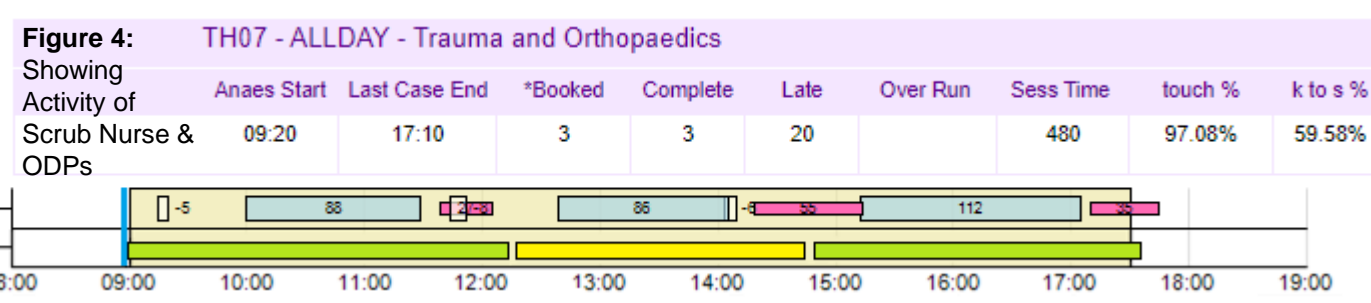 Figure 4:
Showing
Activity of
Scrub Nurse &
ODPs
TH07 - ALLDAY - Trauma and Orthopaedics
Anaes Start Last Case End *Booked Complete Late Over Run Sess Time touch % k to s %
09:20 17:10 3 3 20 480 97.08% 59.58%
-5 88 86 55 112 35
09:00 10:00 11:00 12:00 13:00 14:00 15:00 16:00 17:00 18:00 19:00